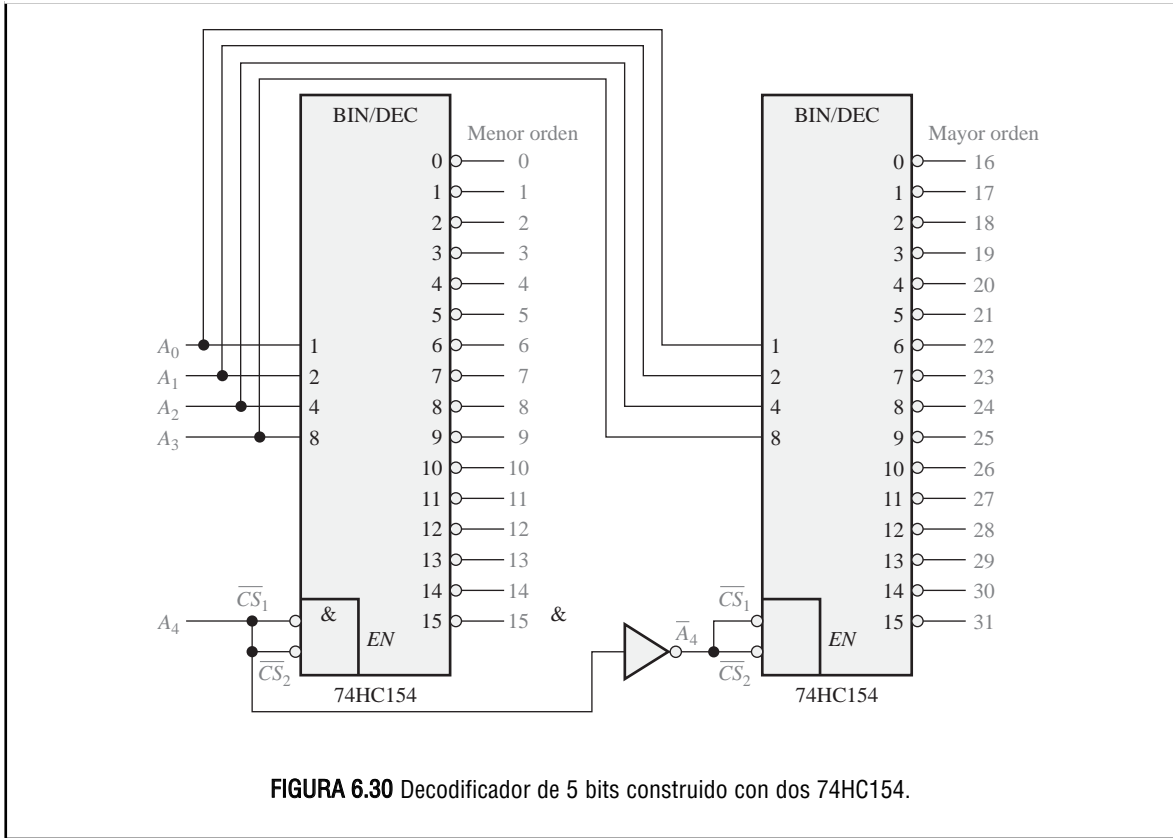 BIN/DEC BIN/DEC
Menor orden Mayor orden
0 0 0 16
1 1 1 17
2 2 2 18
3 3 3 19
4 4 4 20
5 5 5 21
A₀ 1 6 6 1 6 22
A₁ 2 7 7 2 7 23
A₂ 4 8 8 4 8 24
A₃ 8 9 9 8 9 25
10 10 10 26
11 11 11 27
12 12 12 28
13 13 13 29
C̅S̅₁ 14 14 C̅S̅₁ 14 30
A₄ & 15 15 & A̅₄ 15 31
EN EN
C̅S̅₂ C̅S̅₂
74HC154 74HC154
FIGURA 6.30 Decodificador de 5 bits construido con dos 74HC154.